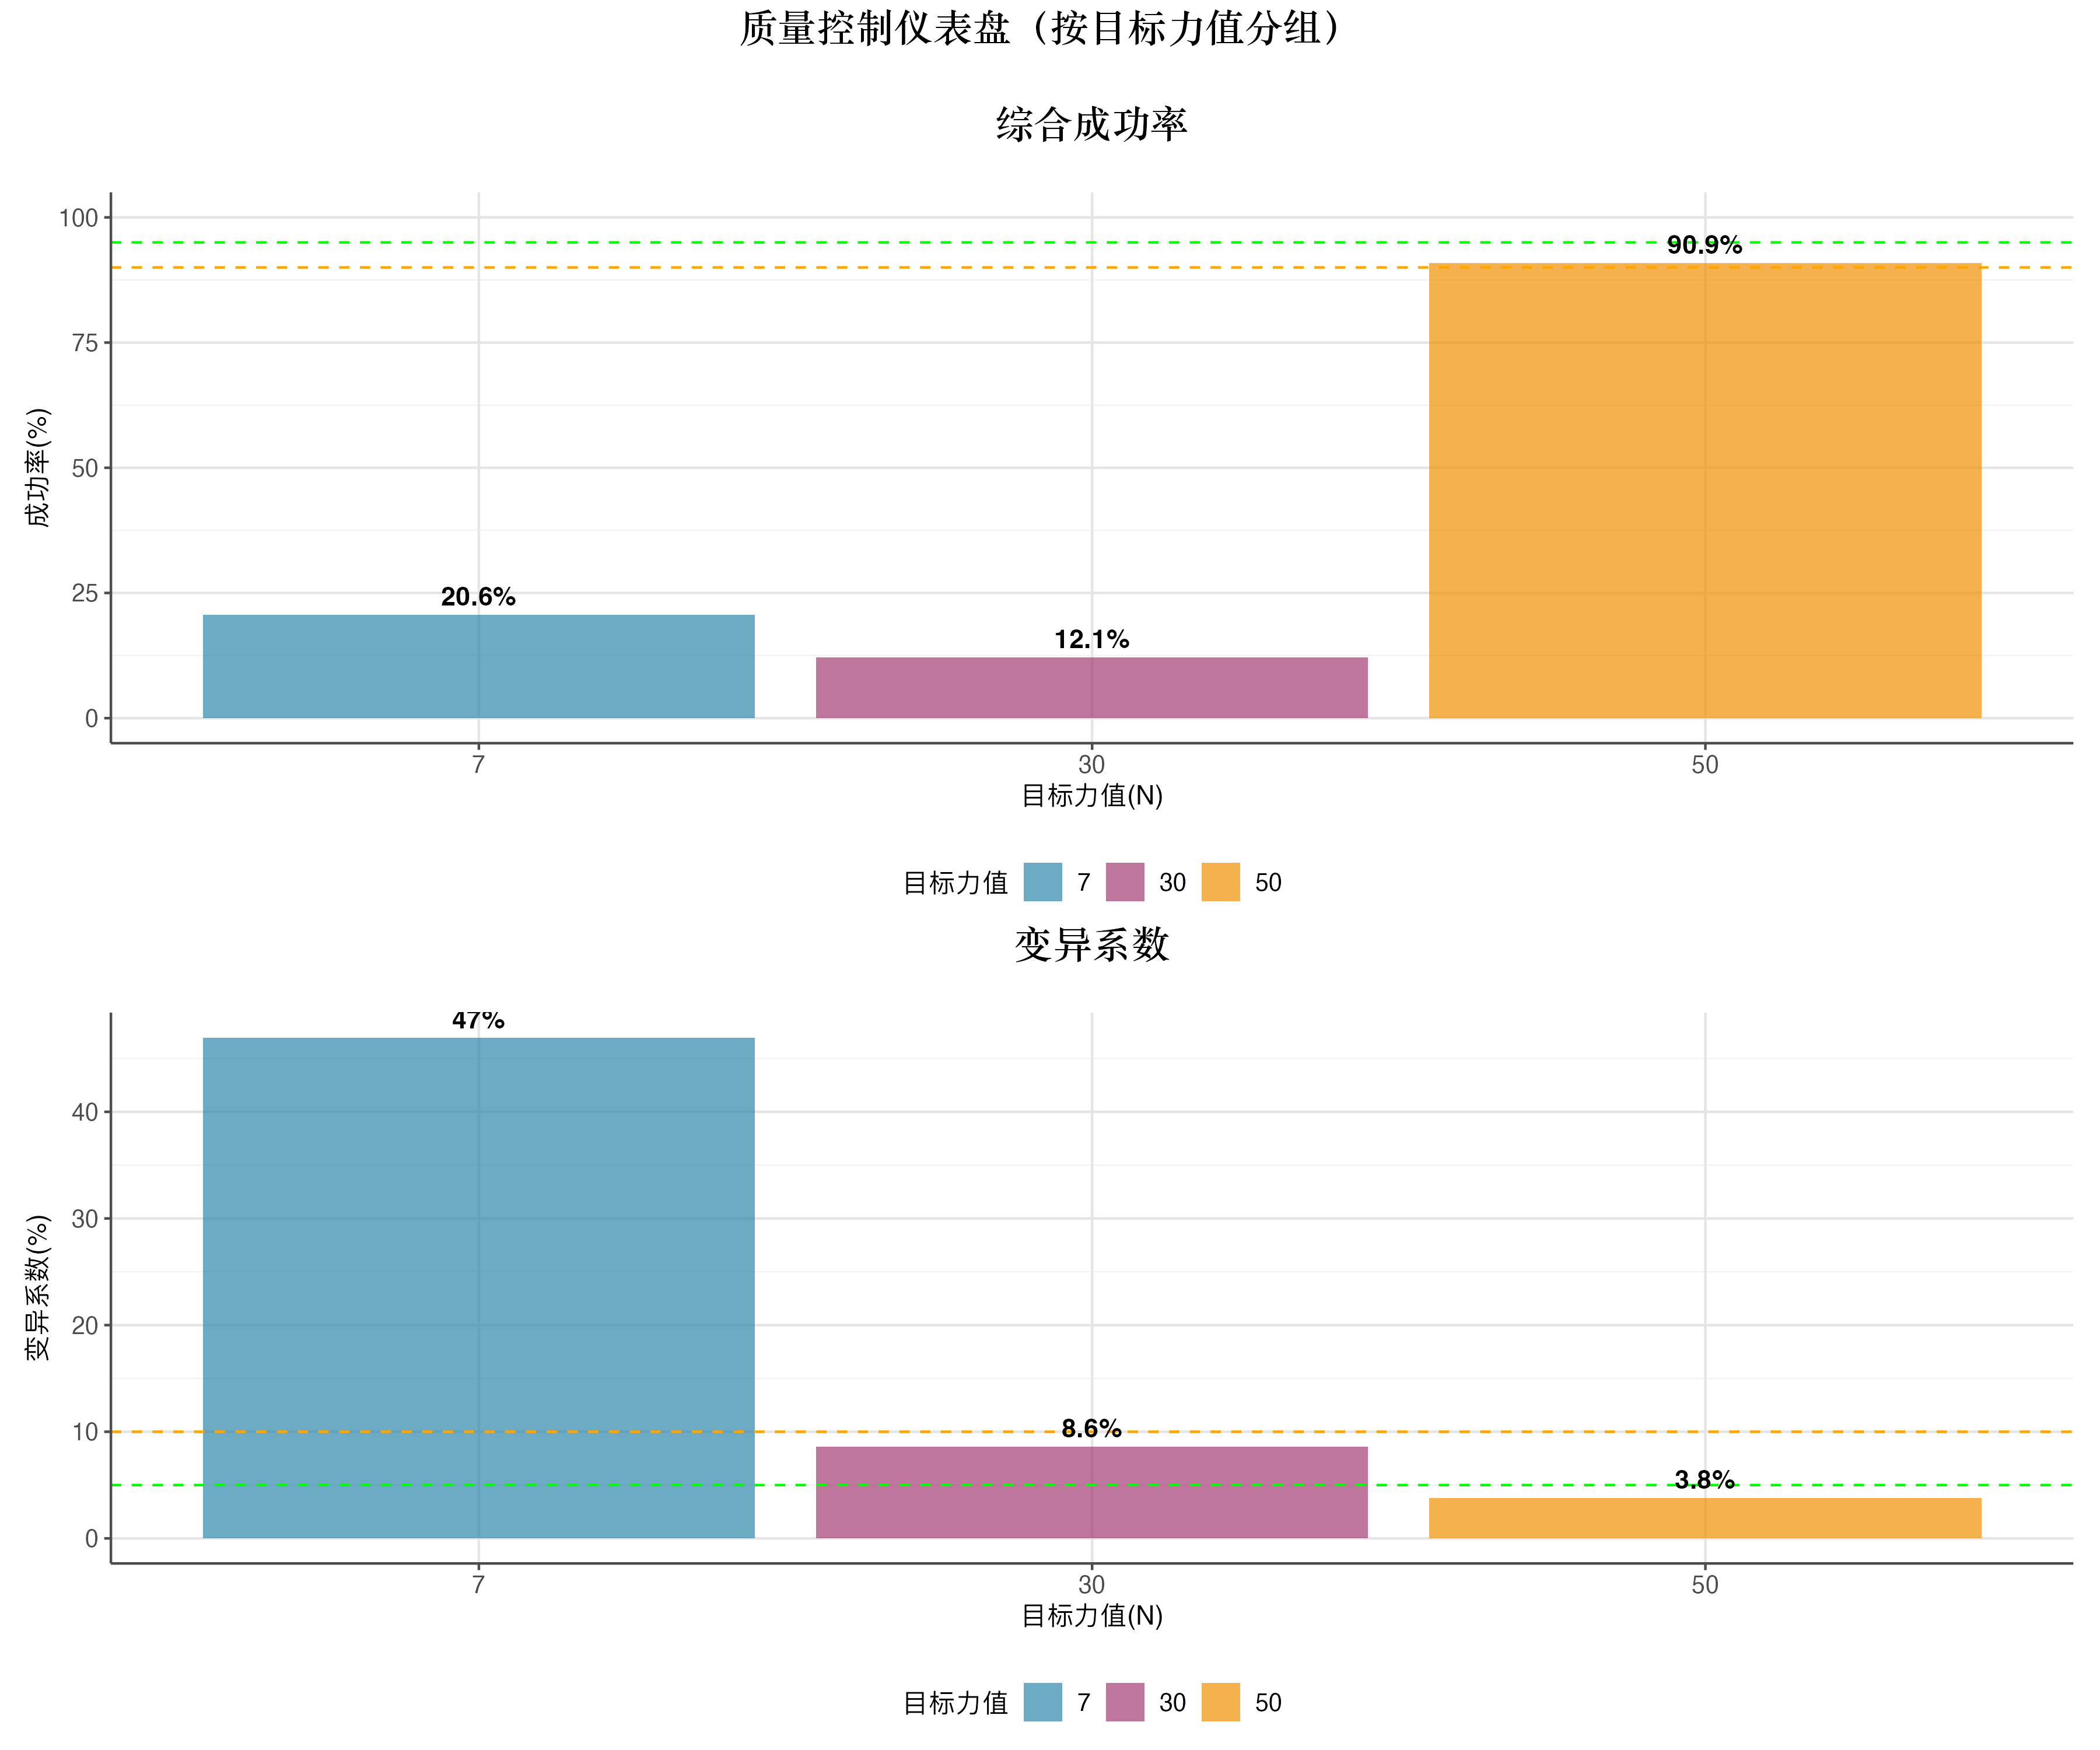 质量控制仪表盘（按目标力值分组）
综合成功率
100
75
50
25
0
成功率(%)
90.9%
20.6%
12.1%
7 30 50
目标力值(N)
目标力值 7 30 50
变异系数
47%
40
30
20
10
0
变异系数(%)
8.6%
3.8%
7 30 50
目标力值(N)
目标力值 7 30 50